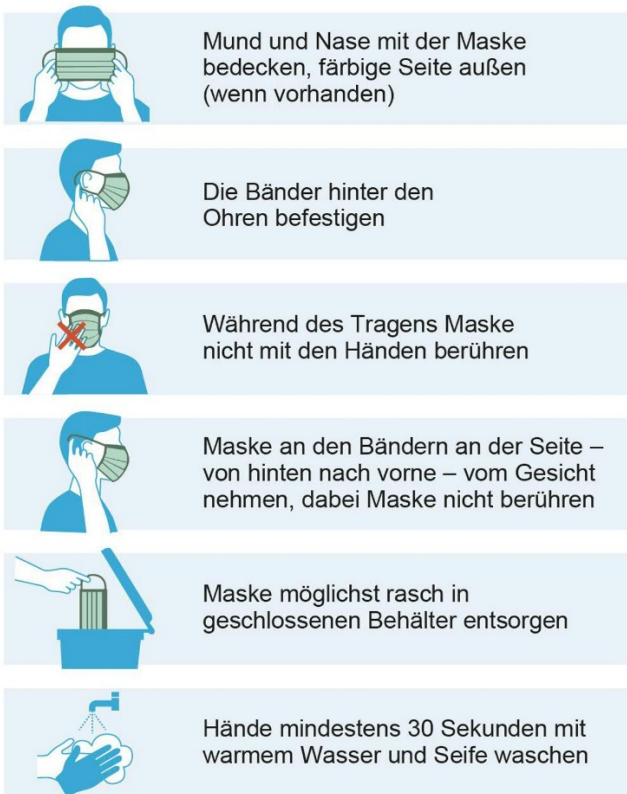 Mund und Nase mit der Maske
bedecken, färbige Seite außen
(wenn vorhanden)
Die Bänder hinter den
Ohren befestigen
Während des Tragens Maske
nicht mit den Händen berühren
Maske an den Bändern an der Seite –
von hinten nach vorne – vom Gesicht
nehmen, dabei Maske nicht berühren
Maske möglichst rasch in
geschlossenen Behälter entsorgen
Hände mindestens 30 Sekunden mit
warmem Wasser und Seife waschen